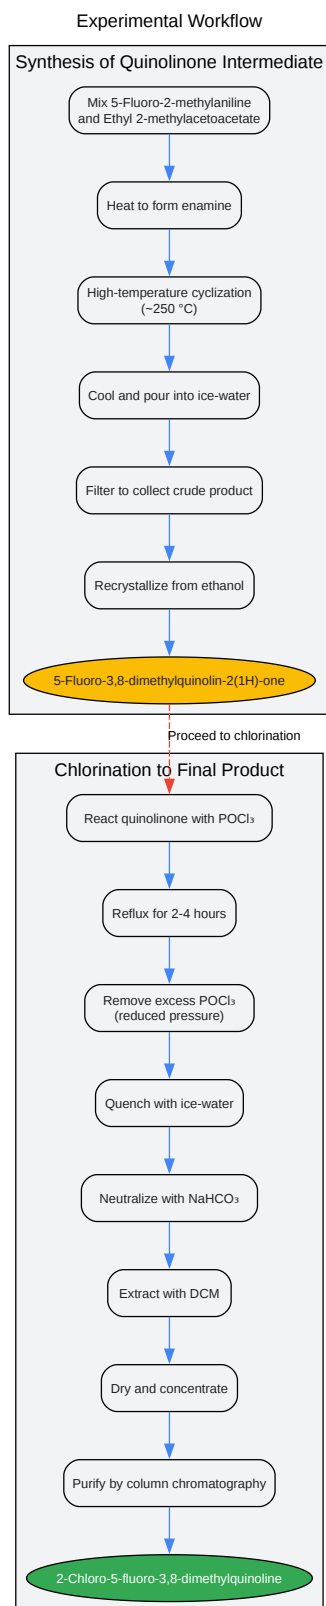 Experimental Workflow
Synthesis of Quinolinone Intermediate
Mix 5-Fluoro-2-methylaniline
and Ethyl 2-methylacetoacetate
Heat to form enamine
High-temperature cyclization
(~250 °C)
Cool and pour into ice-water
Filter to collect crude product
Recrystallize from ethanol
5-Fluoro-3,8-dimethylquinolin-2(1H)-one
Proceed to chlorination
Chlorination to Final Product
React quinolinone with POCl₃
Reflux for 2-4 hours
Remove excess POCl₃
(reduced pressure)
Quench with ice-water
Neutralize with NaHCO₃
Extract with DCM
Dry and concentrate
Purify by column chromatography
2-Chloro-5-fluoro-3,8-dimethylquinoline